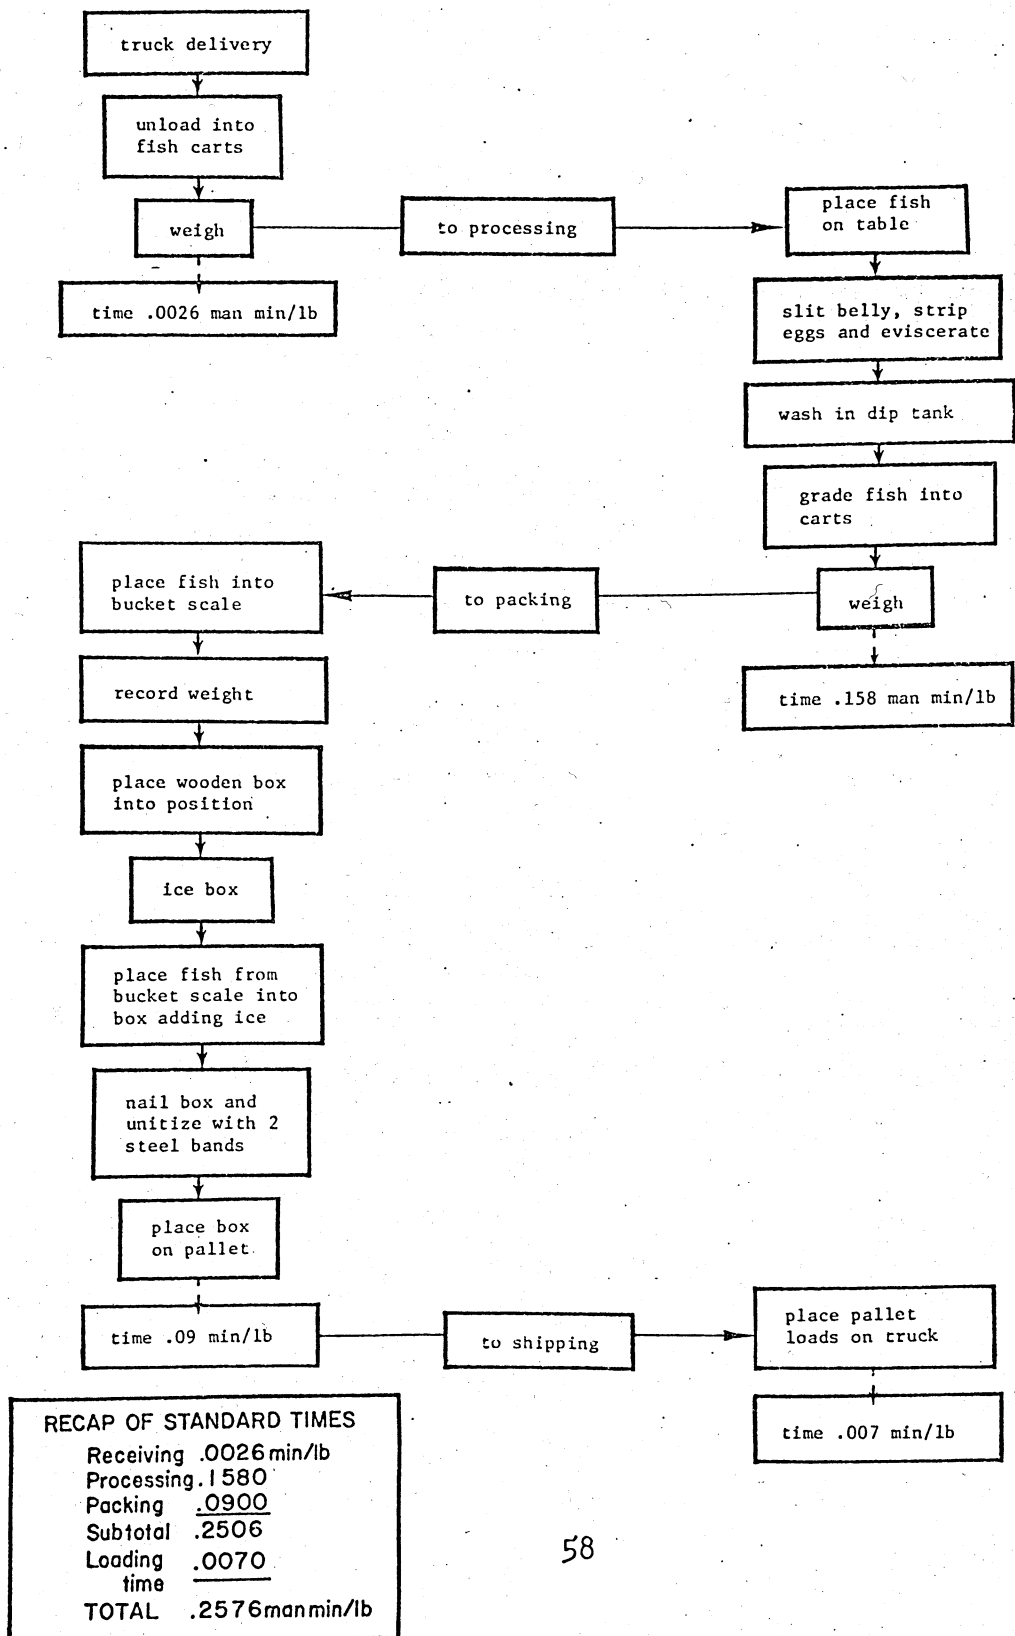 truck delivery
unload into
fish carts
weigh
time .0026 man min/lb
to processing
place fish
on table
slit belly, strip
eggs and eviscerate
wash in dip tank
grade fish into
carts
weigh
time .158 man min/lb
to packing
place fish into
bucket scale
record weight
place wooden box
into position
ice box
place fish from
bucket scale into
box adding ice
nail box and
unitize with 2
steel bands
place box
on pallet
time .09 min/lb
to shipping
place pallet
loads on truck
time .007 min/lb
RECAP OF STANDARD TIMES
Receiving .0026 min/lb
Processing .1580
Packing .0900
Subtotal .2506
Loading .0070
time
TOTAL .2576 man min/lb
58